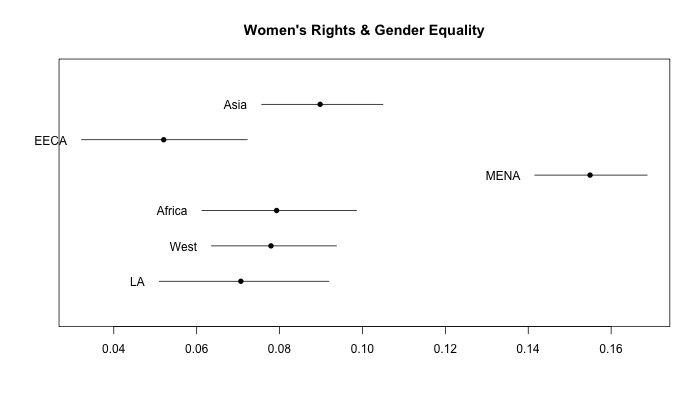 Women's Rights & Gender Equality
Asia
EECA
MENA
Africa
West
LA
0.04 0.06 0.08 0.10 0.12 0.14 0.16